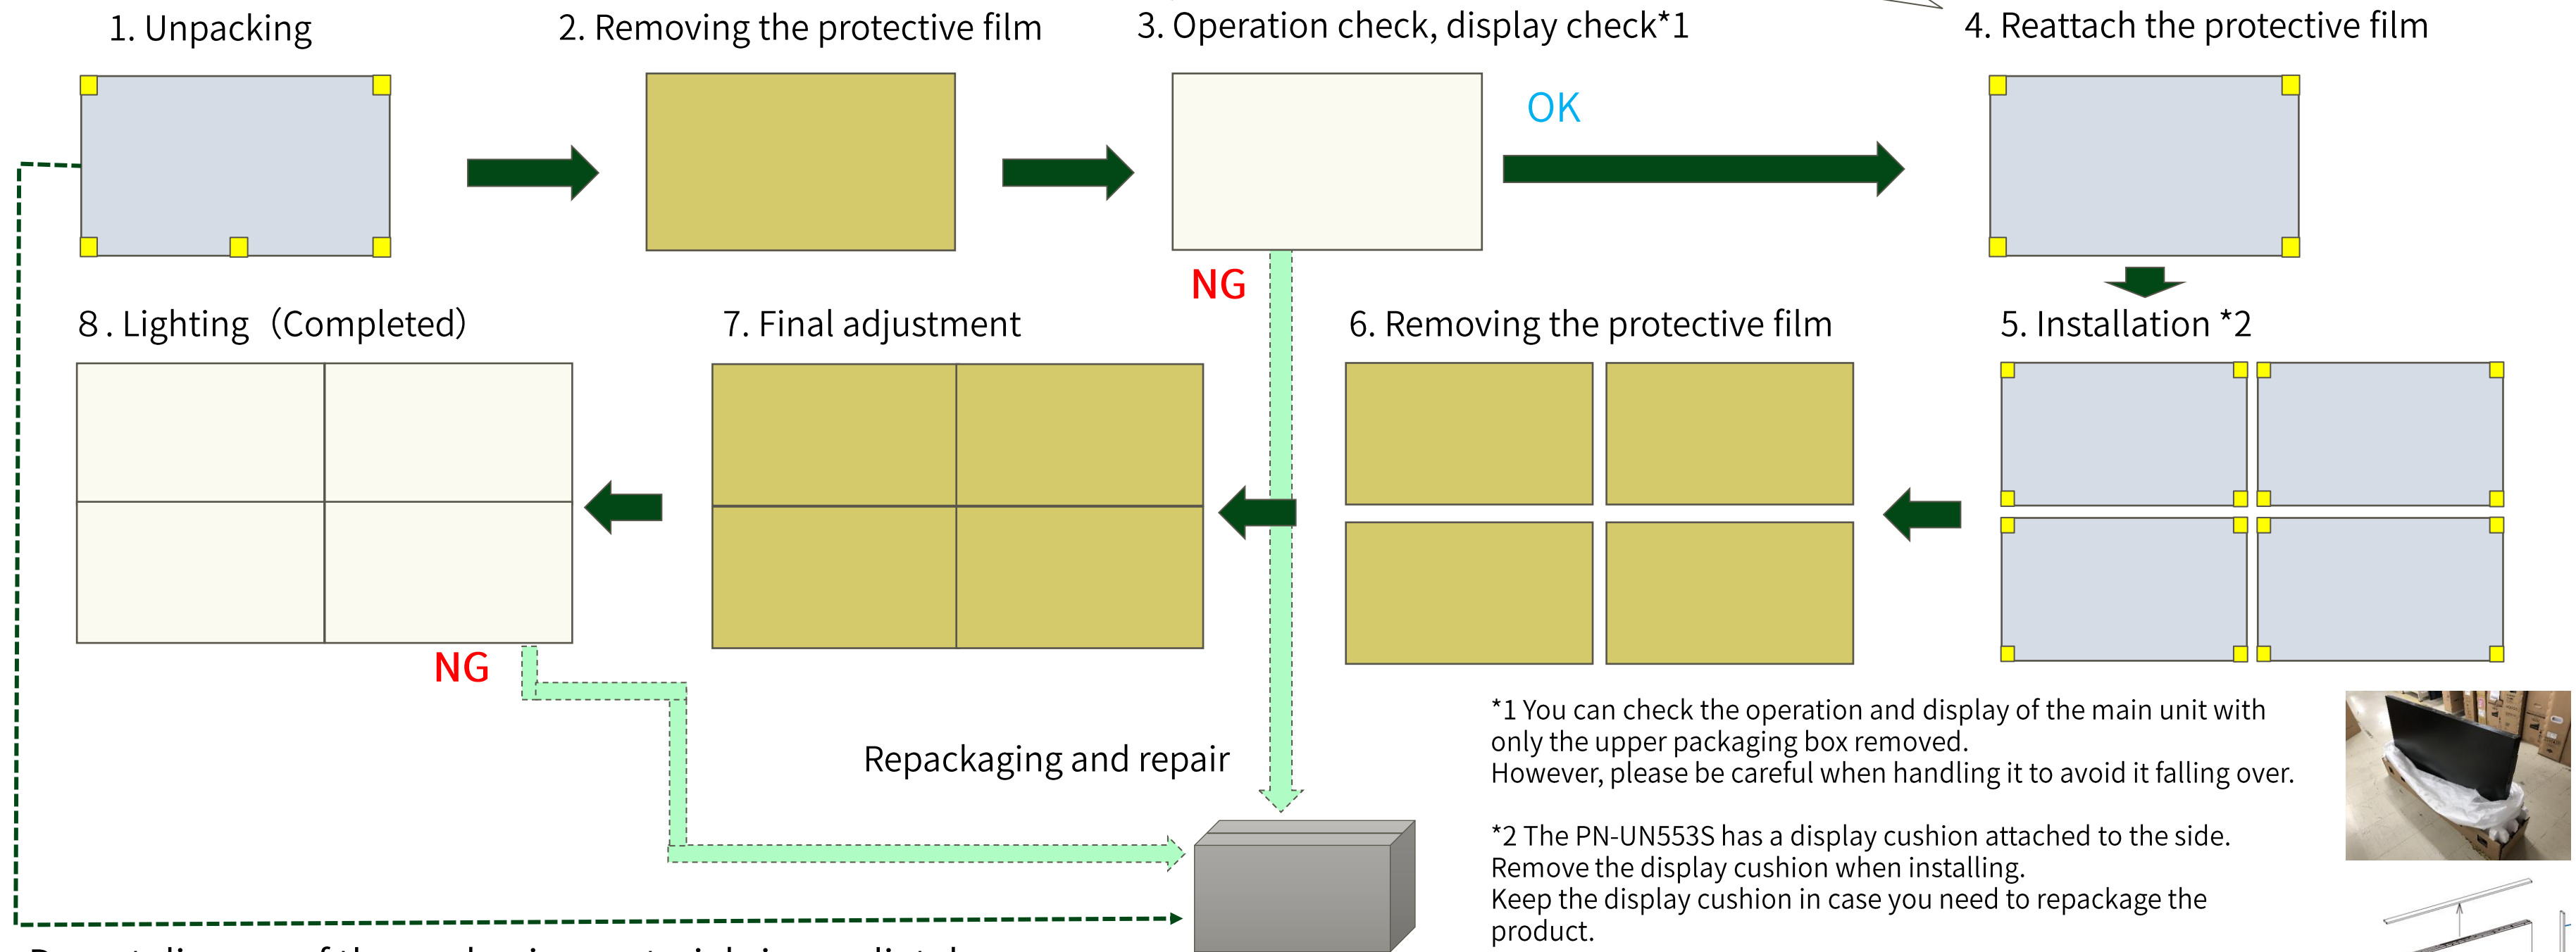 1. Unpacking
2. Removing the protective film
3. Operation check, display check*1
4. Reattach the protective film
OK
NG
８. Lighting（Completed）
7. Final adjustment
6. Removing the protective film
5. Installation *2
NG
Repackaging and repair
*1 You can check the operation and display of the main unit with
only the upper packaging box removed.
However, please be careful when handling it to avoid it falling over.
*2 The PN-UN553S has a display cushion attached to the side.
Remove the display cushion when installing.
Keep the display cushion in case you need to repackage the
product.